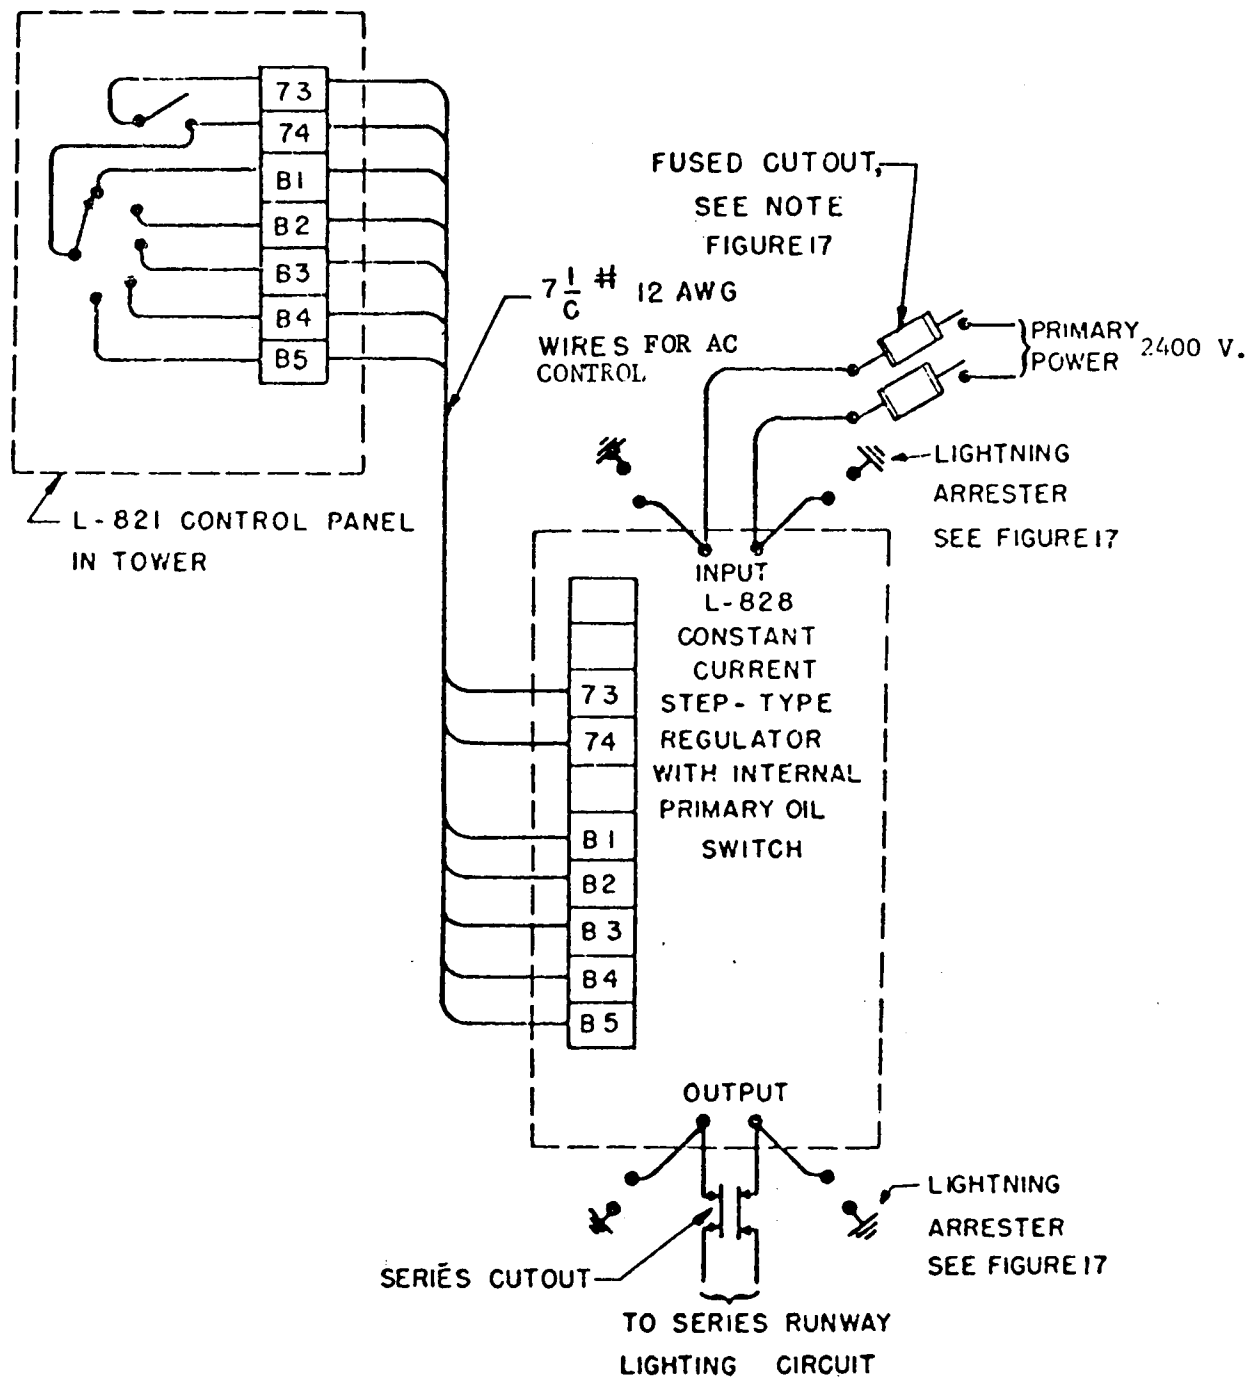 73
74
B1
B2
B3
B4
B5
L-821 CONTROL PANEL
IN TOWER
7 1/C # 12 AWG
WIRES FOR AC
CONTROL
FUSED CUTOUT,
SEE NOTE
FIGURE 17
PRIMARY 2400 V.
POWER
LIGHTNING
ARRESTER
SEE FIGURE 17
INPUT
L-828
CONSTANT
CURRENT
STEP-TYPE
REGULATOR
WITH INTERNAL
PRIMARY OIL
SWITCH
73
74
B1
B2
B3
B4
B5
OUTPUT
LIGHTNING
ARRESTER
SEE FIGURE 17
SERIES CUTOUT
TO SERIES RUNWAY
LIGHTING CIRCUIT